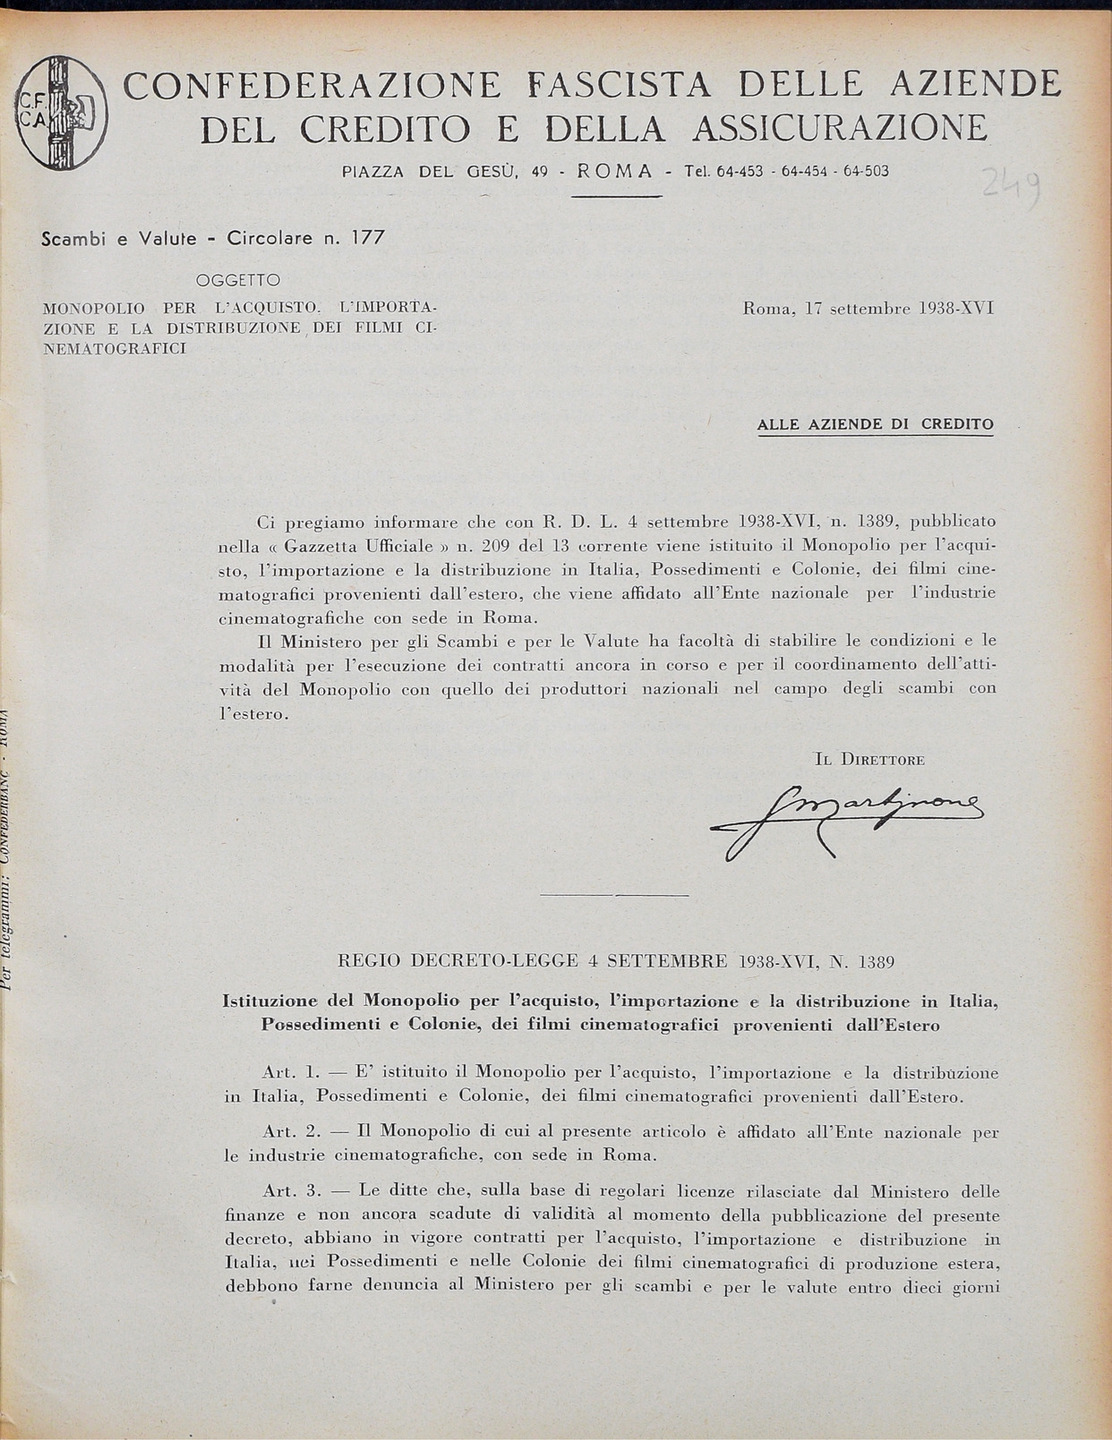 C.F.
C.A.
CONFEDERAZIONE FASCISTA DELLE AZIENDE
DEL CREDITO E DELLA ASSICURAZIONE
PIAZZA DEL GESÙ, 49 - ROMA - Tel. 64-453 - 64-454 - 64-503
249
Scambi e Valute - Circolare n. 177
OGGETTO
MONOPOLIO PER L'ACQUISTO, L'IMPORTA-
ZIONE E LA DISTRIBUZIONE DEI FILMI CI-
NEMATOGRAFICI
Roma, 17 settembre 1938-XVI
ALLE AZIENDE DI CREDITO
Ci pregiamo informare che con R. D. L. 4 settembre 1938-XVI, n. 1389, pubblicato
nella « Gazzetta Ufficiale » n. 209 del 13 corrente viene istituito il Monopolio per l'acqui-
sto, l'importazione e la distribuzione in Italia, Possedimenti e Colonie, dei filmi cine-
matografici provenienti dall'estero, che viene affidato all'Ente nazionale per l'industrie
cinematografiche con sede in Roma.
Il Ministero per gli Scambi e per le Valute ha facoltà di stabilire le condizioni e le
modalità per l'esecuzione dei contratti ancora in corso e per il coordinamento dell'atti-
vità del Monopolio con quello dei produttori nazionali nel campo degli scambi con
l'estero.
IL DIRETTORE
REGIO DECRETO-LEGGE 4 SETTEMBRE 1938-XVI, N. 1389
Istituzione del Monopolio per l'acquisto, l'importazione e la distribuzione in Italia,
Possedimenti e Colonie, dei filmi cinematografici provenienti dall'Estero
Art. 1. — E' istituito il Monopolio per l'acquisto, l'importazione e la distribuzione
in Italia, Possedimenti e Colonie, dei filmi cinematografici provenienti dall'Estero.
Art. 2. — Il Monopolio di cui al presente articolo è affidato all'Ente nazionale per
le industrie cinematografiche, con sede in Roma.
Art. 3. — Le ditte che, sulla base di regolari licenze rilasciate dal Ministero delle
finanze e non ancora scadute di validità al momento della pubblicazione del presente
decreto, abbiano in vigore contratti per l'acquisto, l'importazione e distribuzione in
Italia, nei Possedimenti e nelle Colonie dei filmi cinematografici di produzione estera,
debbono farne denuncia al Ministero per gli scambi e per le valute entro dieci giorni
Per telegrammi: CONFEDERBANC - ROMA